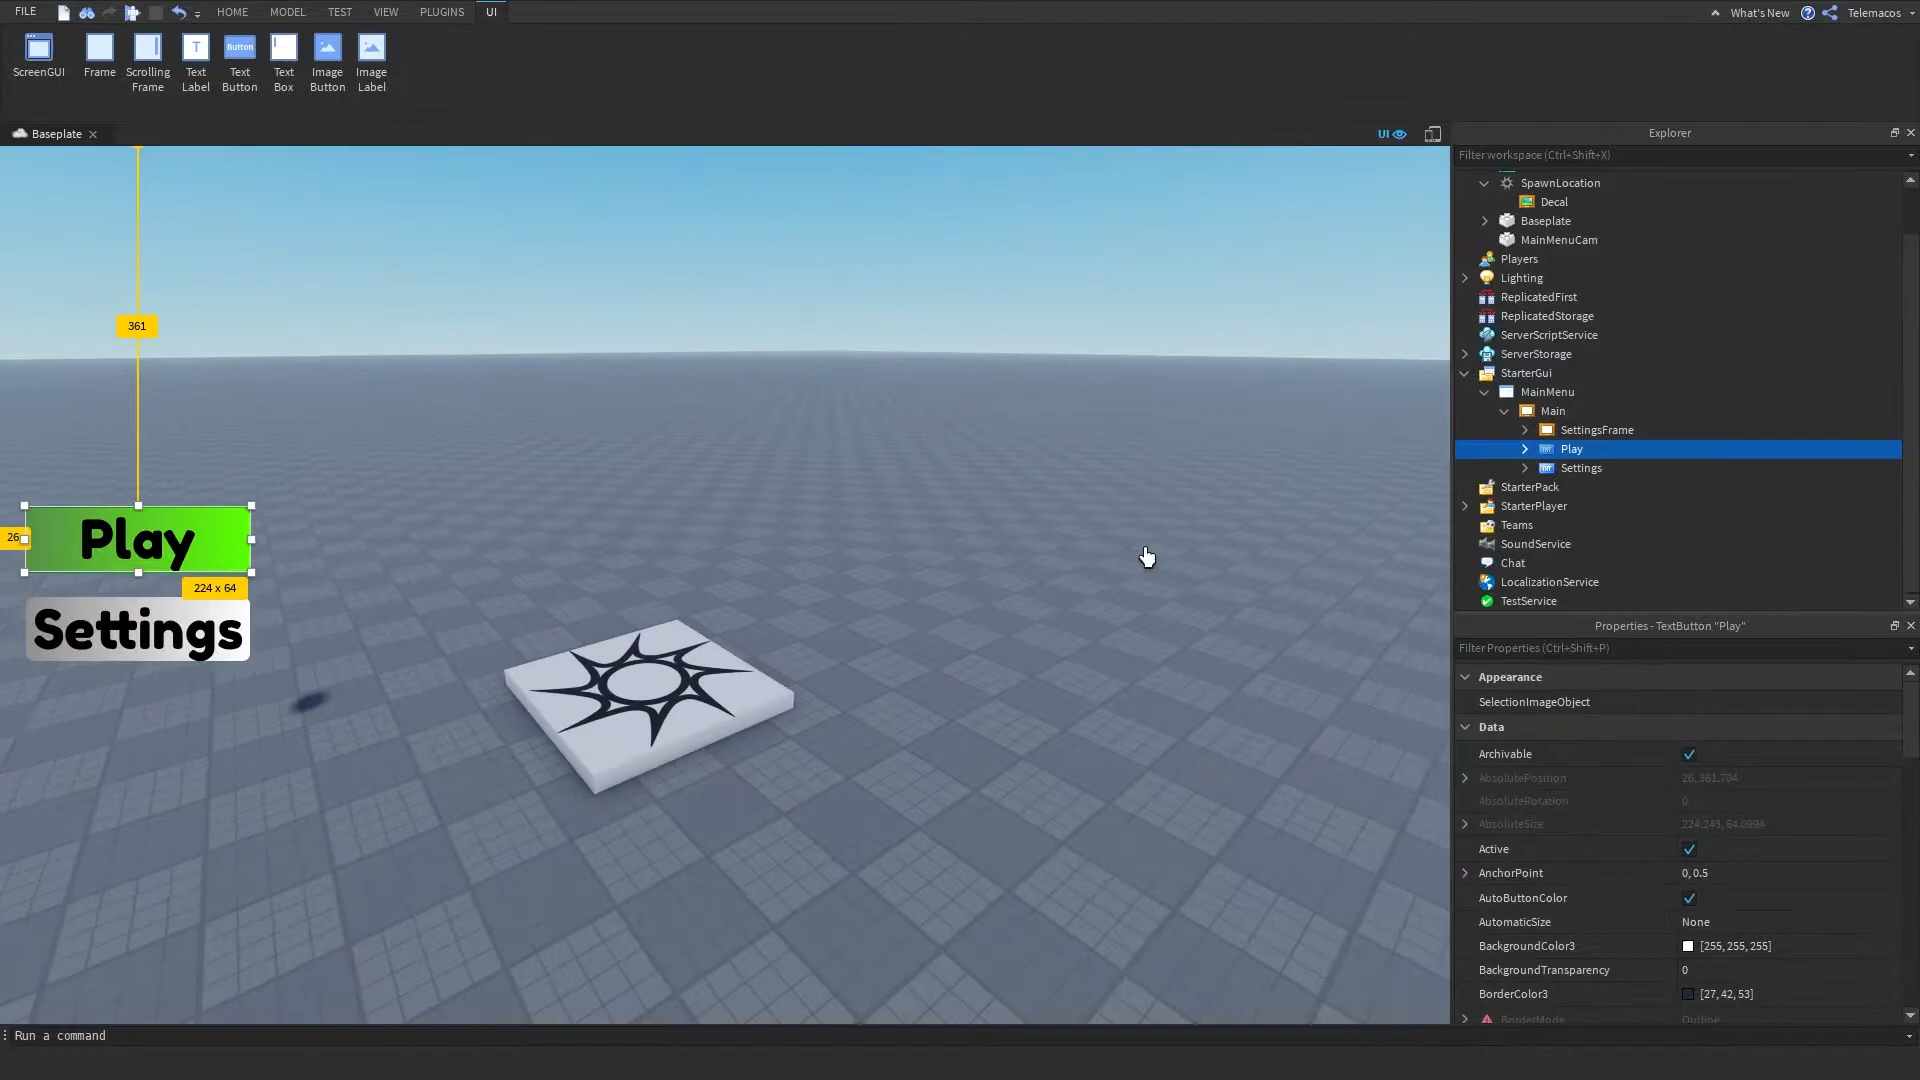 FILE HOME MODEL TEST VIEW PLUGINS UI What's New Telemacos
ScreenGUI Frame Scrolling Frame Text Label Text Button Button Text Box Image Button Image Label
Baseplate UI
361
Play
26
224 x 64
Settings
Explorer
Filter workspace (Ctrl+Shift+X)
SpawnLocation
Decal
Baseplate
MainMenuCam
Players
Lighting
ReplicatedFirst
ReplicatedStorage
ServerScriptService
ServerStorage
StarterGui
MainMenu
Main
SettingsFrame
Play
Settings
StarterPack
StarterPlayer
Teams
SoundService
Chat
LocalizationService
TestService
Properties - TextButton "Play"
Filter Properties (Ctrl+Shift+P)
Appearance
SelectionImageObject
Data
Archivable
AbsolutePosition 26, 361.704
AbsoluteRotation 0
AbsoluteSize 224.243, 64.0994
Active
AnchorPoint 0, 0.5
AutoButtonColor
AutomaticSize None
BackgroundColor3 [255, 255, 255]
BackgroundTransparency 0
BorderColor3 [27, 42, 53]
BorderMode Outline
Run a command